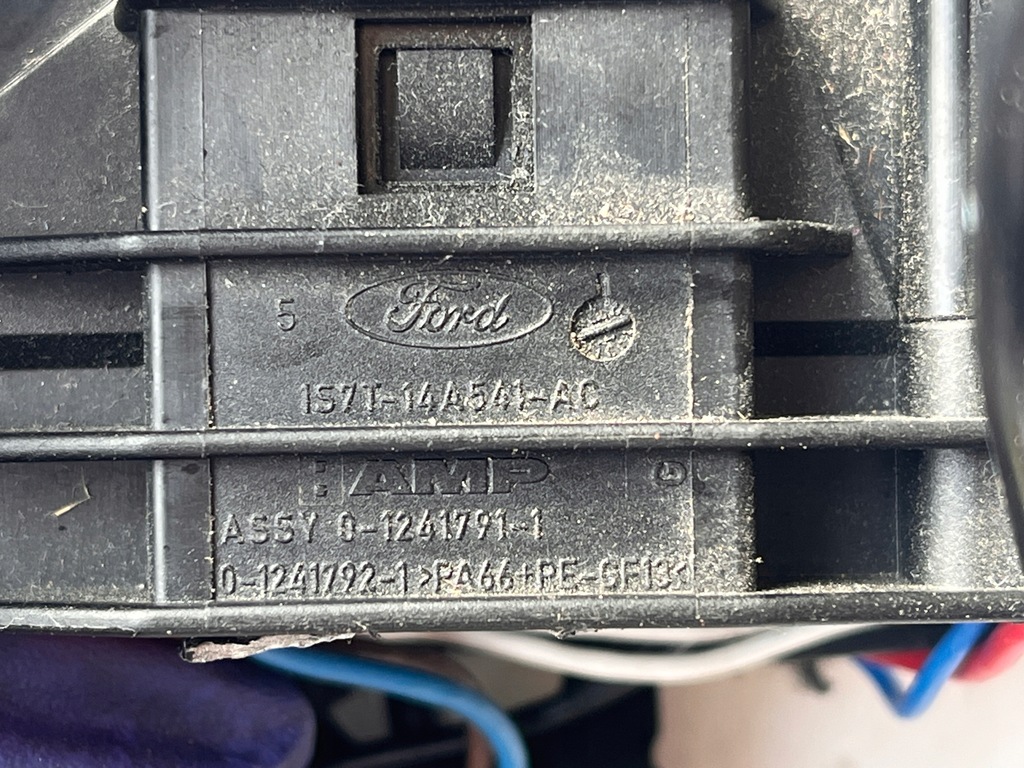 5 Ford
1S7T-14A541-AC
AMP
ASSY 0-1241791-1
0-1241792-1 >PA66+PE-GF13<